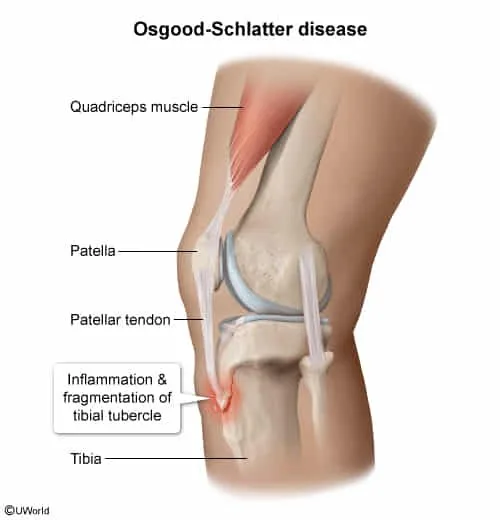 Osgood-Schlatter disease
Quadriceps muscle
Patella
Patellar tendon
Inflammation &
fragmentation of
tibial tubercle
Tibia
©UWorld